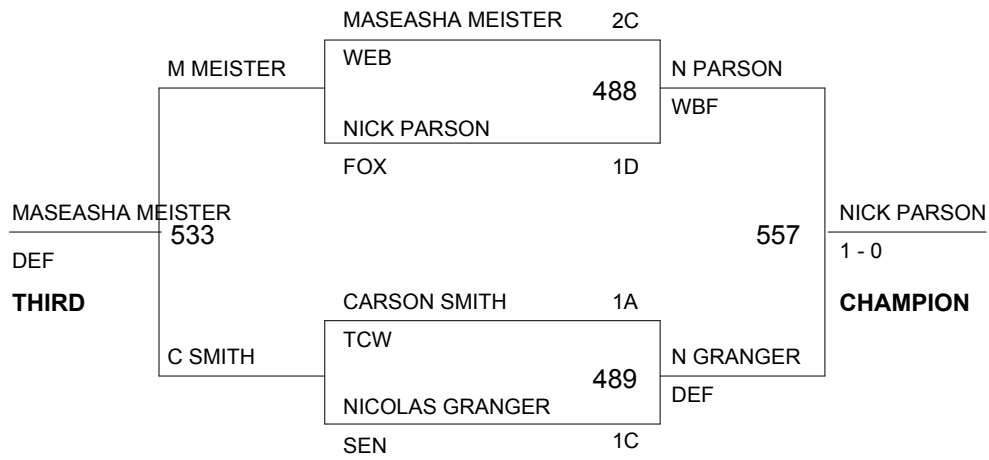 MASEASHA MEISTER 2C
M MEISTER
WEB
N PARSON
488
WBF
NICK PARSON
FOX 1D
MASEASHA MEISTER
NICK PARSON
533
557
DEF
1 - 0
THIRD
CARSON SMITH 1A
CHAMPION
TCW
C SMITH
N GRANGER
489
DEF
NICOLAS GRANGER
SEN 1C